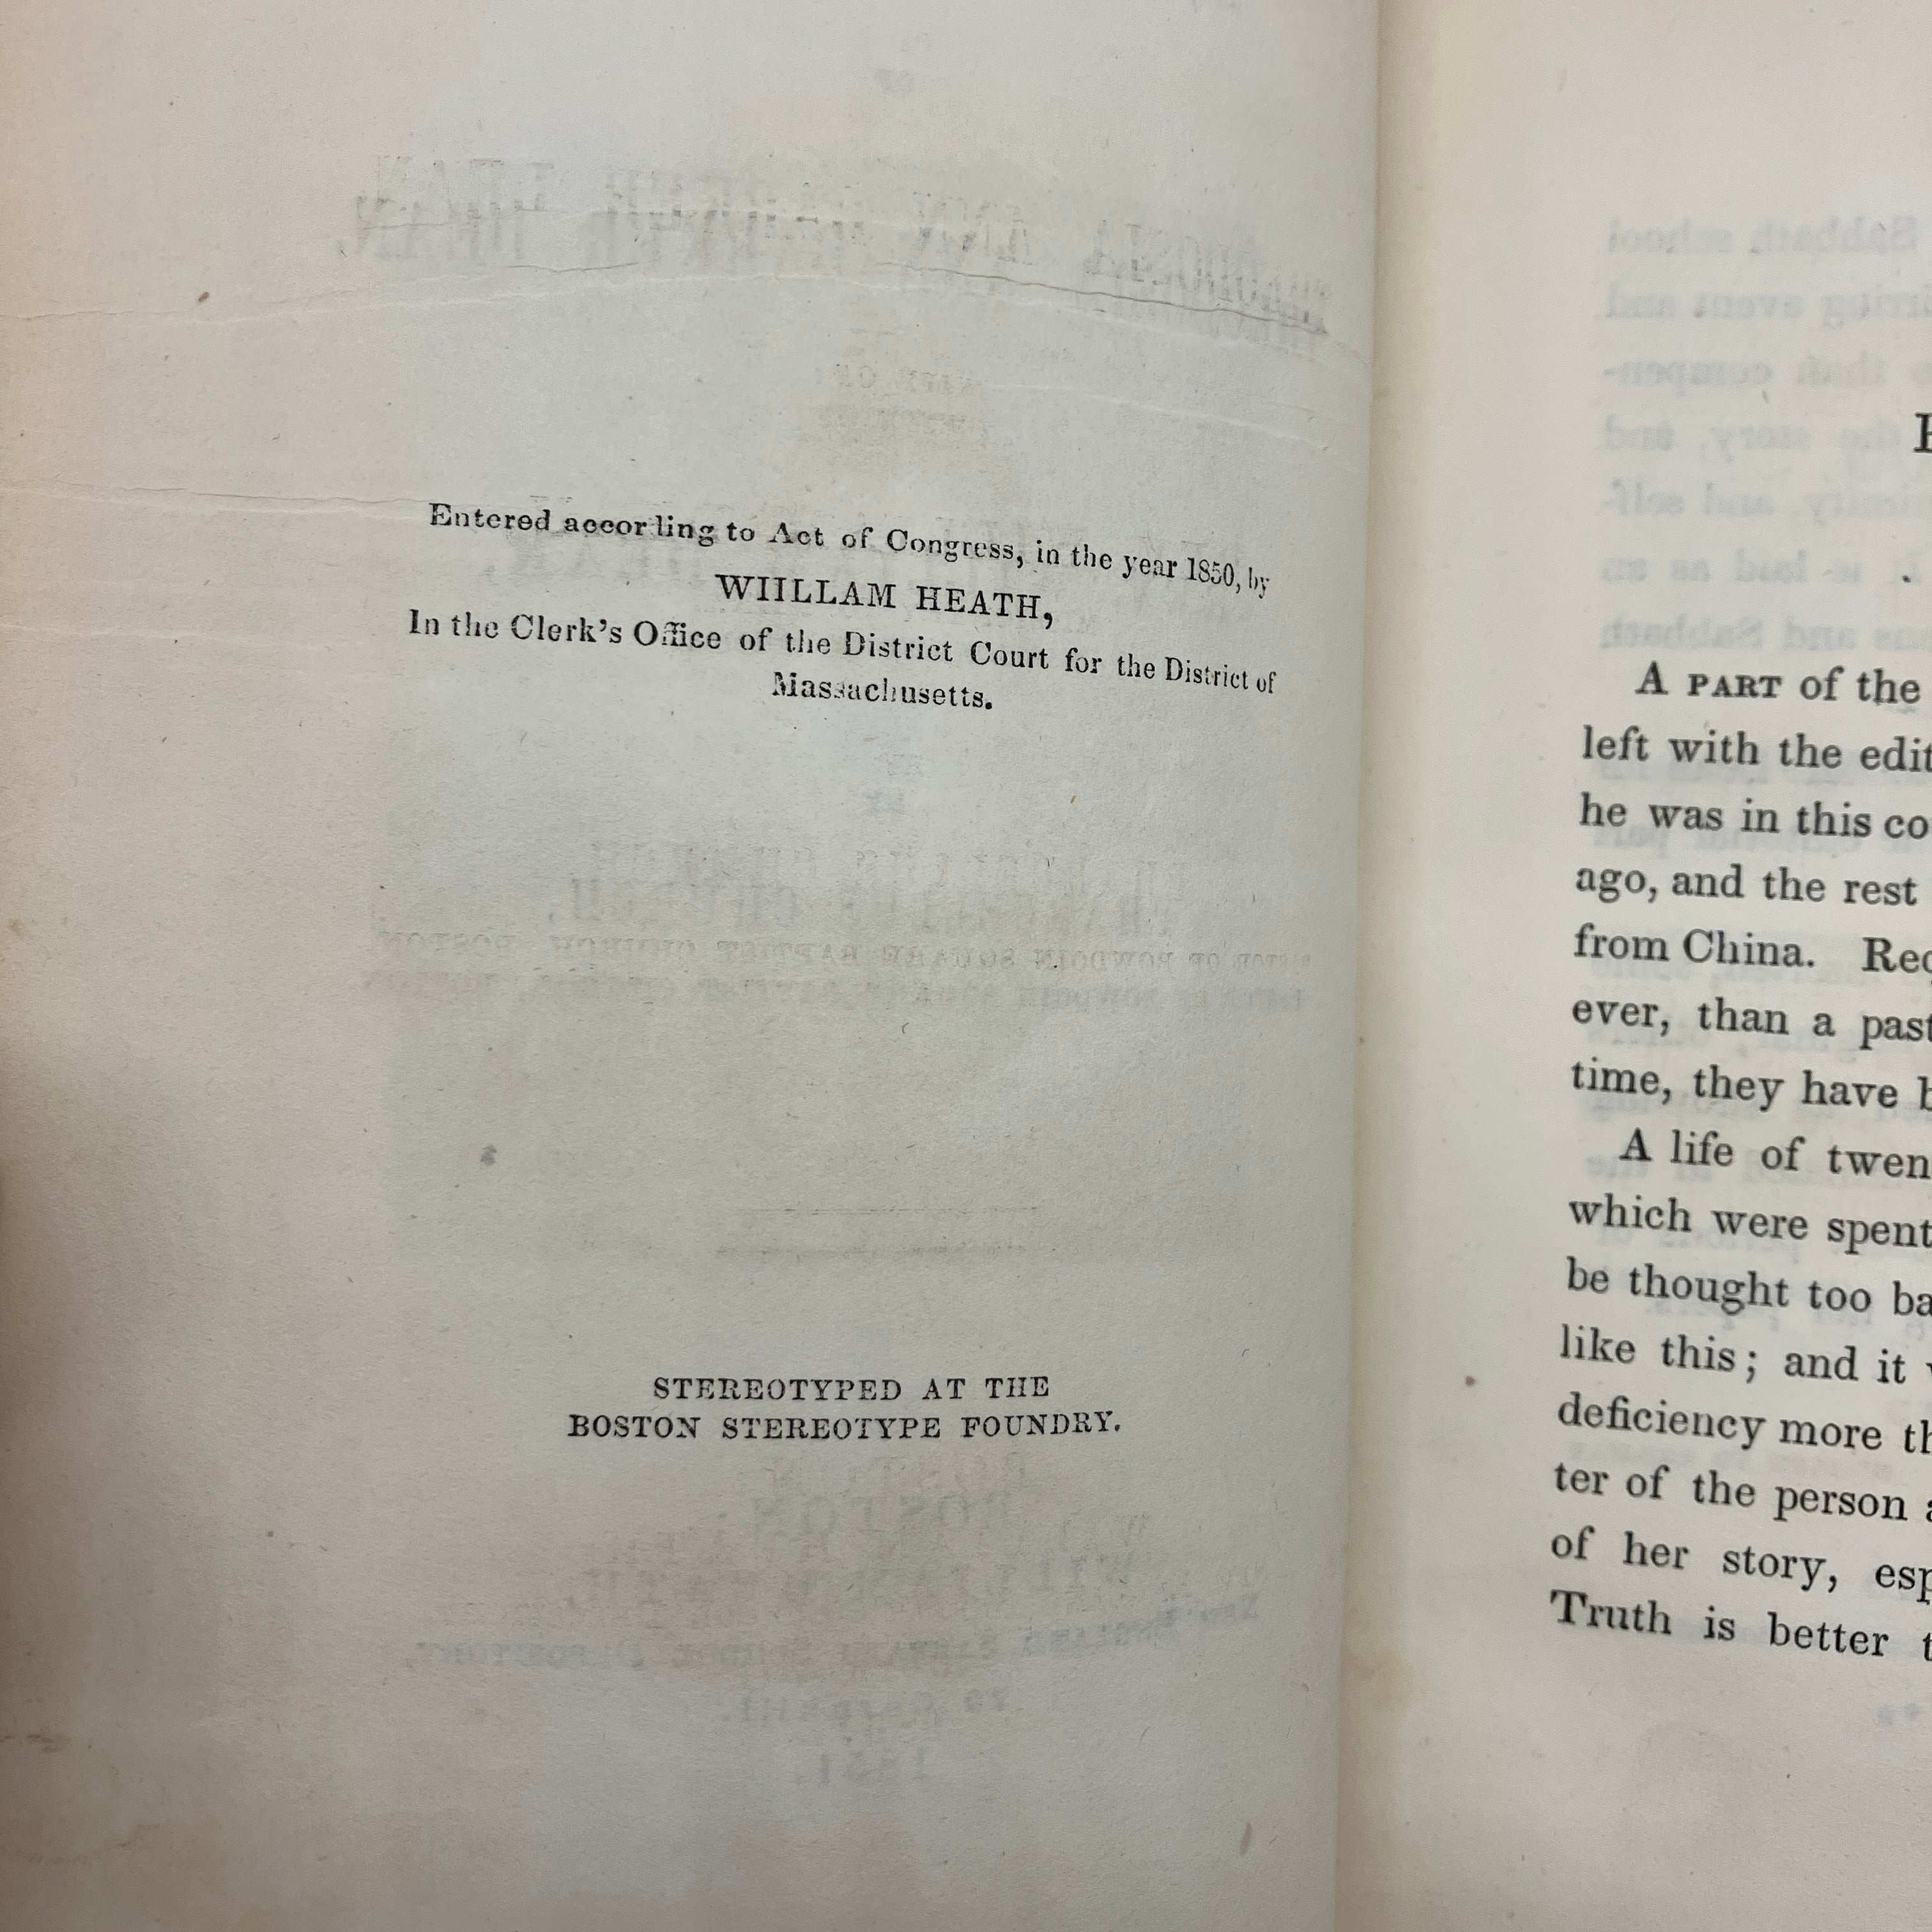 Entered according to Act of Congress, in the year 1850, by
WIILLAM HEATH,
In the Clerk's Office of the District Court for the District of
Massachusetts.
STEREOTYPED AT THE
BOSTON STEREOTYPE FOUNDRY.
A PART of the
left with the edit
he was in this co
ago, and the rest
from China. Req
ever, than a past
time, they have b
A life of twen
which were spent
be thought too ba
like this; and it
deficiency more th
ter of the person a
of her story, esp
Truth is better t